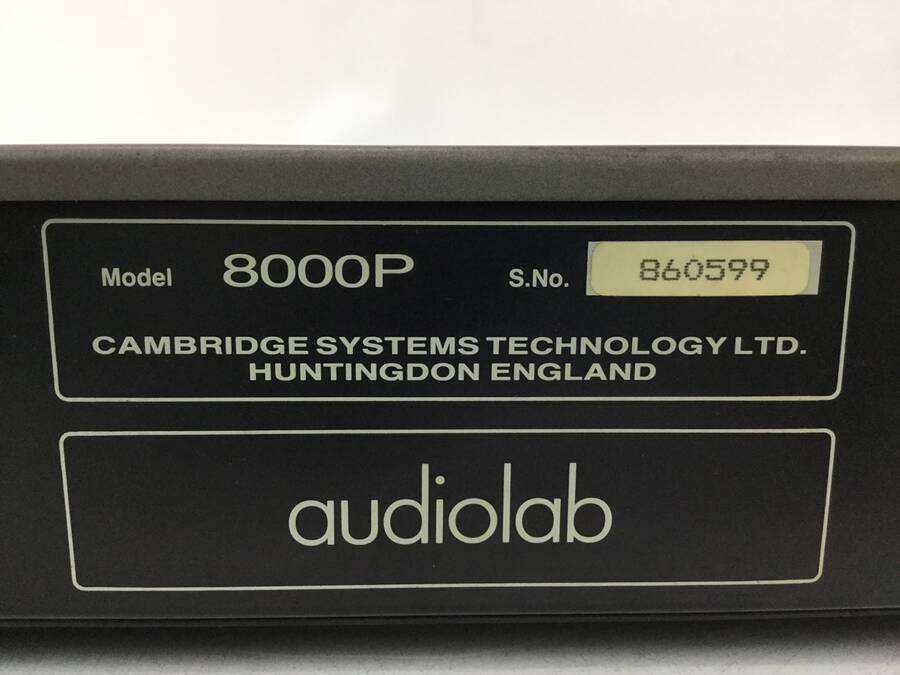 Model 8000P S.No. 860599
CAMBRIDGE SYSTEMS TECHNOLOGY LTD.
HUNTINGDON ENGLAND
audiolab